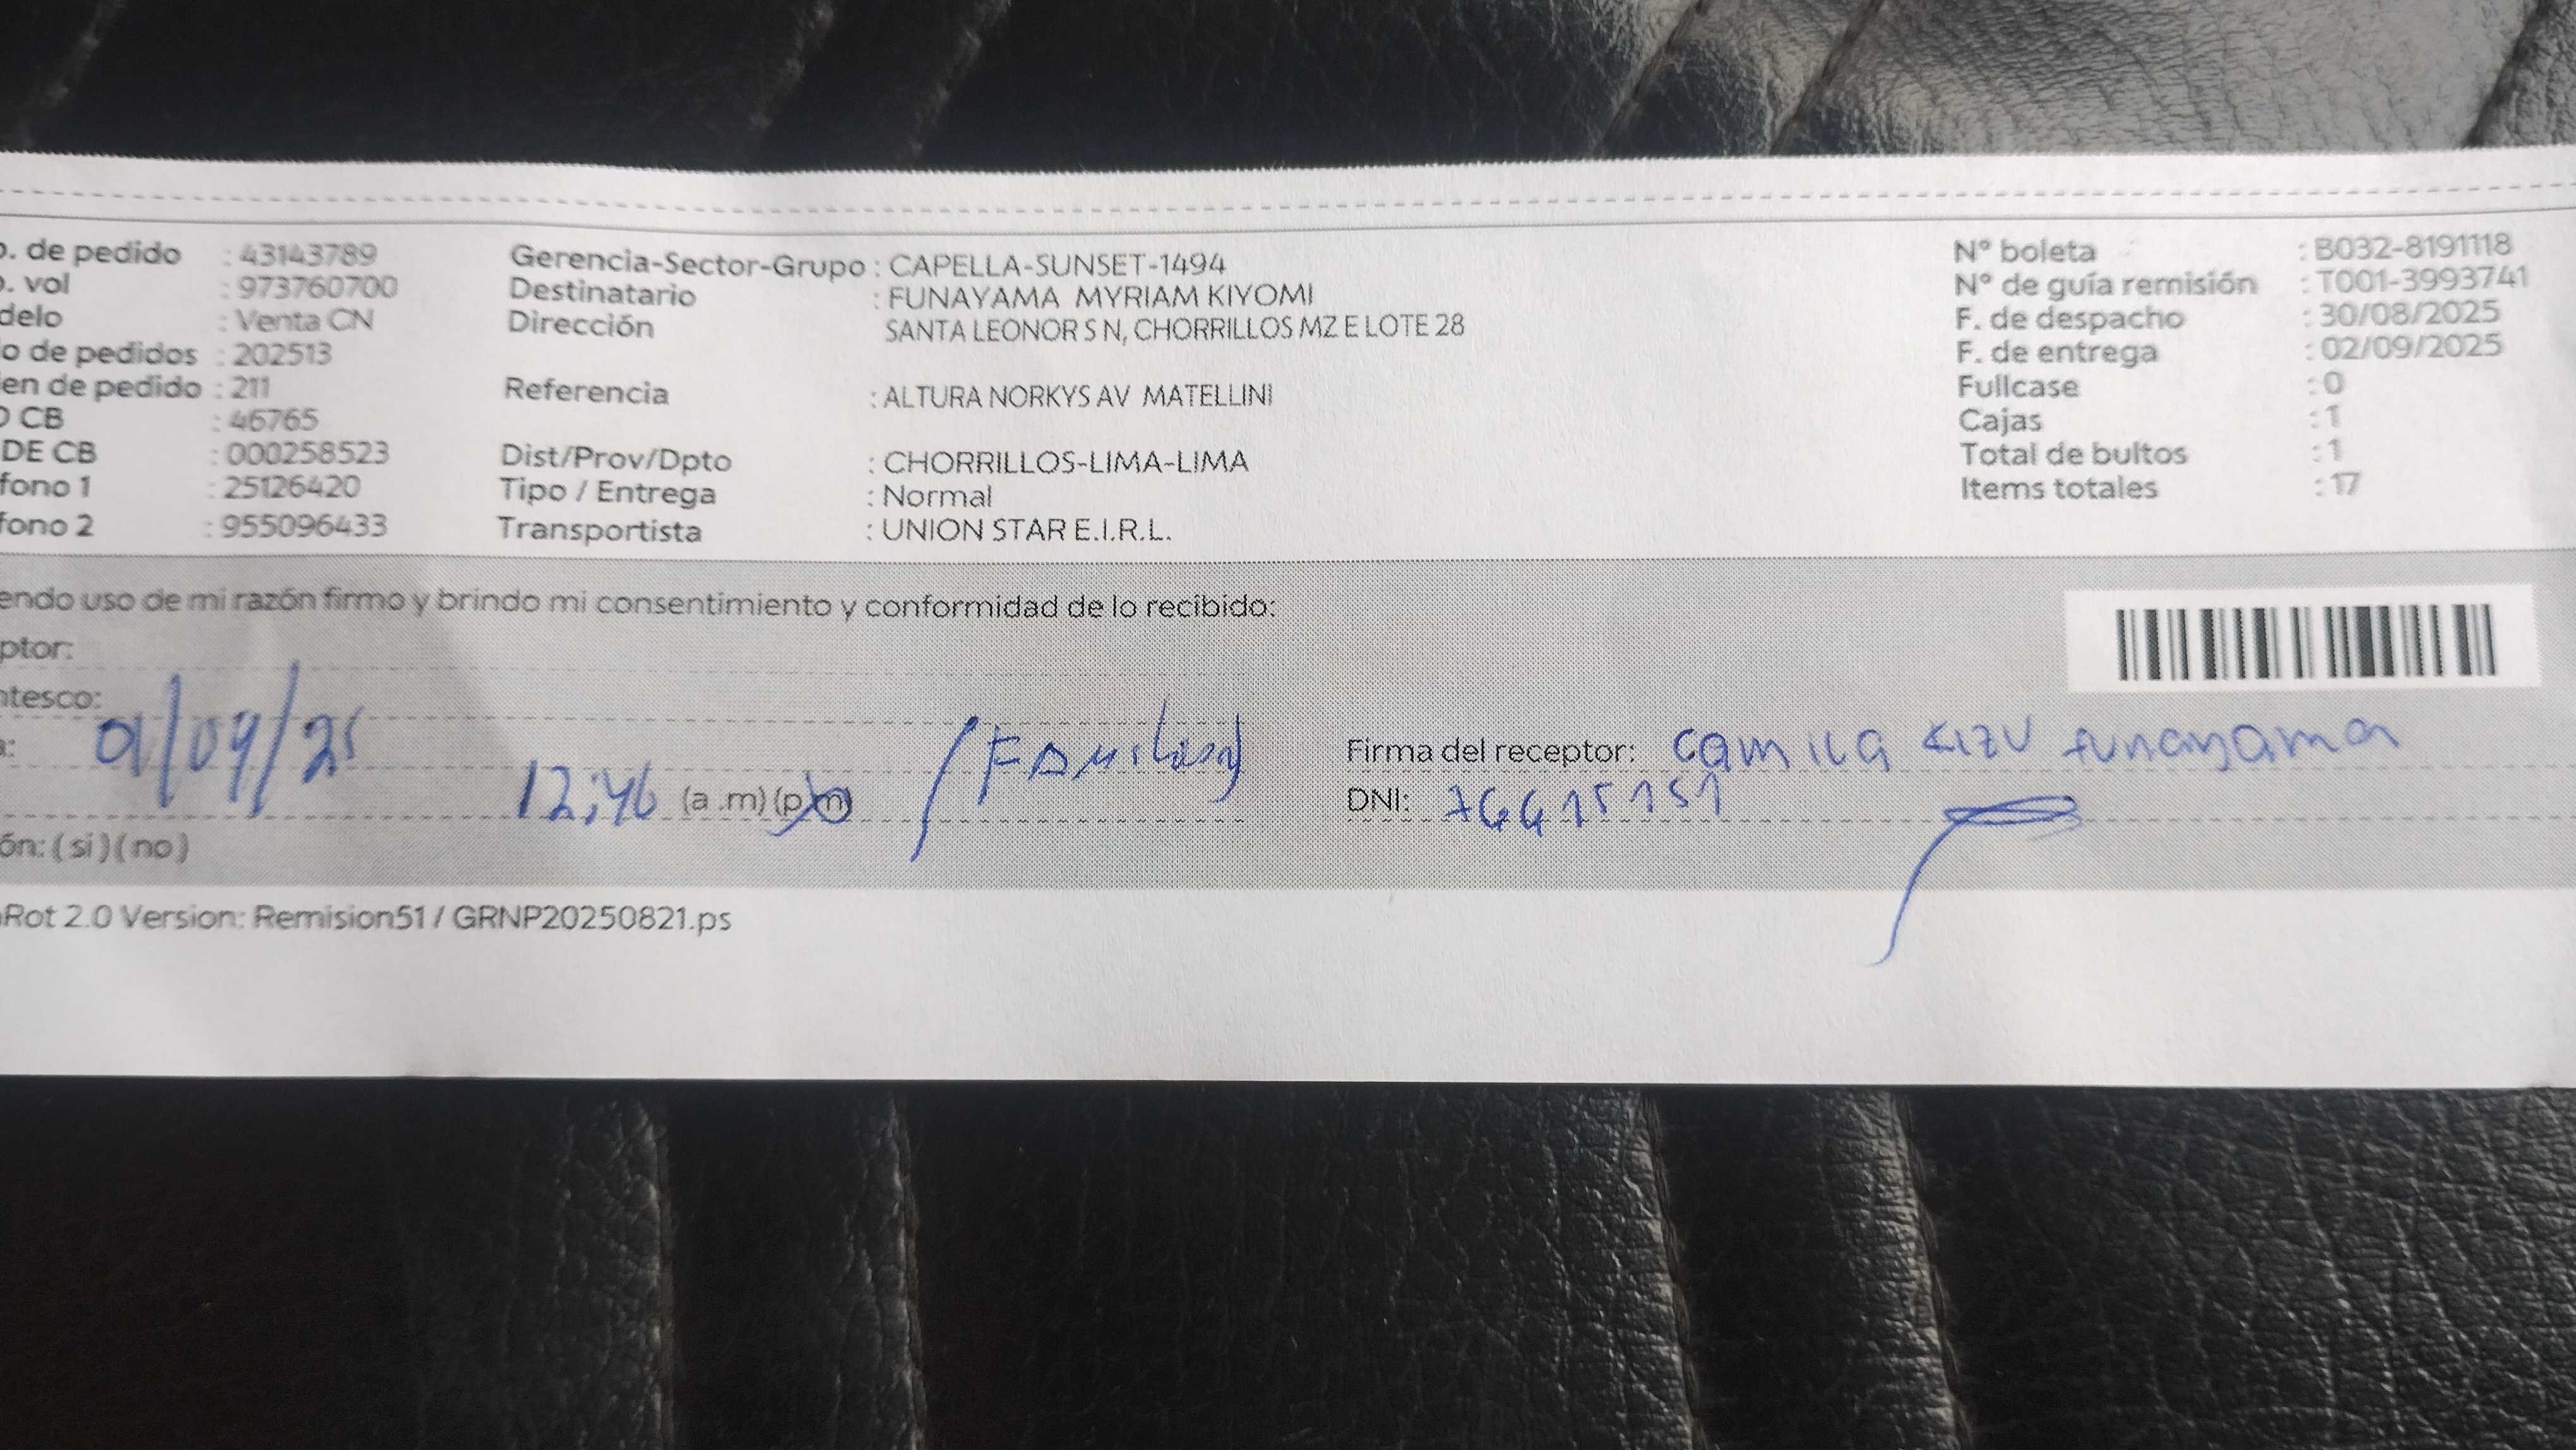 . de pedido : 43143789
. vol : 973760700
delo : Venta CN
o de pedidos : 202513
en de pedido : 211
CB : 46765
DE CB : 000258523
fono 1 : 25126420
fono 2 : 955096433
Gerencia-Sector-Grupo : CAPELLA-SUNSET-1494
Destinatario : FUNAYAMA MYRIAM KIYOMI
Dirección SANTA LEONOR S N, CHORRILLOS MZ E LOTE 28
Referencia : ALTURA NORKYS AV MATELLINI
Dist/Prov/Dpto : CHORRILLOS-LIMA-LIMA
Tipo / Entrega : Normal
Transportista : UNION STAR E.I.R.L.
N° boleta : B032-8191118
N° de guía remisión : T001-3993741
F. de despacho : 30/08/2025
F. de entrega : 02/09/2025
Fullcase : 0
Cajas : 1
Total de bultos : 1
Items totales : 17
endo uso de mi razón firmo y brindo mi consentimiento y conformidad de lo recibido:
ptor:
ntesco:
: 01/09/25
12:46 (a .m) (p.m)
Firma del receptor: camila kizu funayama
DNI:
ón: ( si ) ( no )
Rot 2.0 Version: Remision51 / GRNP20250821.ps